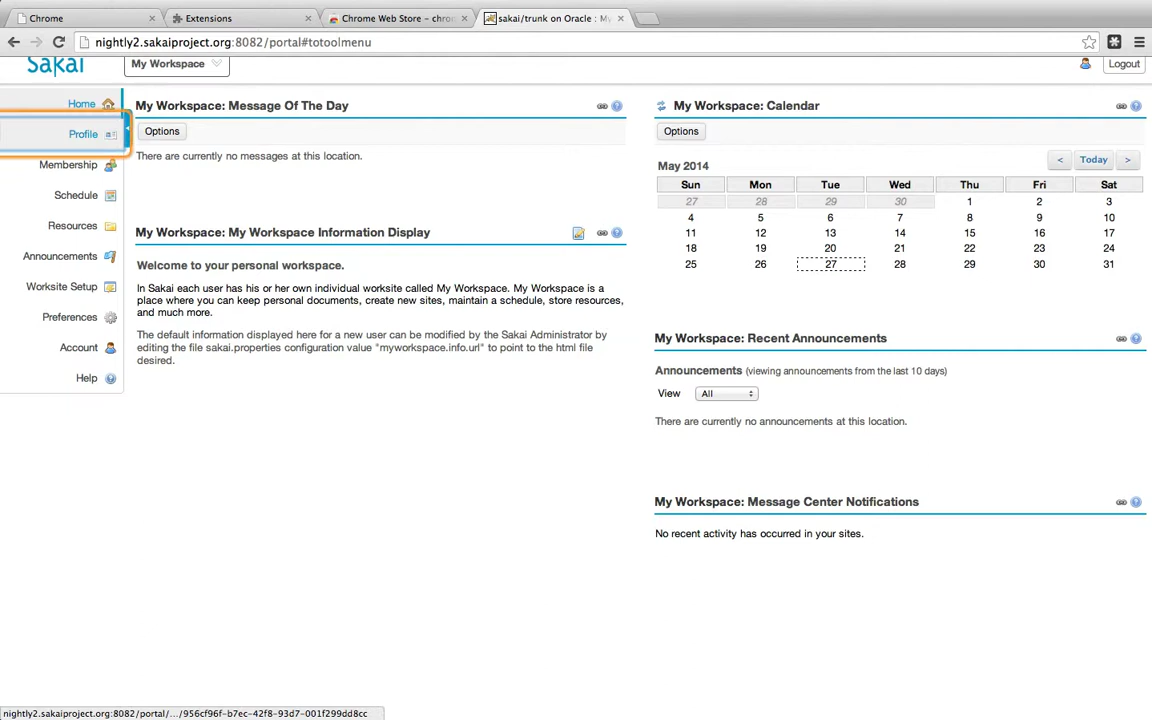 Chrome
Extensions
Chrome Web Store – chro
sakai/trunk on Oracle : My
nightly2.sakaiproject.org:8082/portal#totoolmenu
sakai
My Workspace
Logout
Home
Profile
Membership
Schedule
Resources
Announcements
Worksite Setup
Preferences
Account
Help
My Workspace: Message Of The Day
Options
There are currently no messages at this location.
My Workspace: My Workspace Information Display
Welcome to your personal workspace.
In Sakai each user has his or her own individual worksite called My Workspace. My Workspace is a
place where you can keep personal documents, create new sites, maintain a schedule, store resources,
and much more.
The default information displayed here for a new user can be modified by the Sakai Administrator by
editing the file sakai.properties configuration value "myworkspace.info.url" to point to the html file
desired.
My Workspace: Calendar
Options
May 2014
< Today >
Sun Mon Tue Wed Thu Fri Sat
27 28 29 30 1 2 3
4 5 6 7 8 9 10
11 12 13 14 15 16 17
18 19 20 21 22 23 24
25 26 27 28 29 30 31
My Workspace: Recent Announcements
Announcements (viewing announcements from the last 10 days)
View All
There are currently no announcements at this location.
My Workspace: Message Center Notifications
No recent activity has occurred in your sites.
nightly2.sakaiproject.org:8082/portal/.../956cf96f-b7ec-42f8-93d7-001f299dd8cc